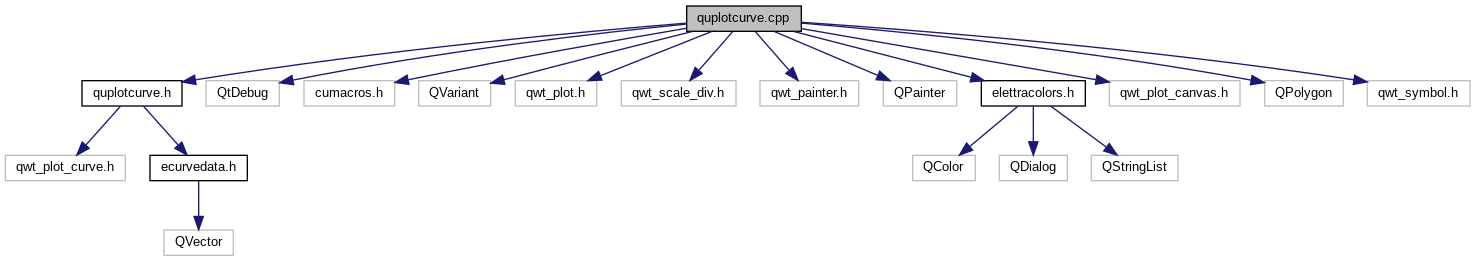 quplotcurve.cpp
quplotcurve.h
QtDebug
cumacros.h
QVariant
qwt_plot.h
qwt_scale_div.h
qwt_painter.h
QPainter
elettracolors.h
qwt_plot_canvas.h
QPolygon
qwt_symbol.h
qwt_plot_curve.h
ecurvedata.h
QColor
QDialog
QStringList
QVector